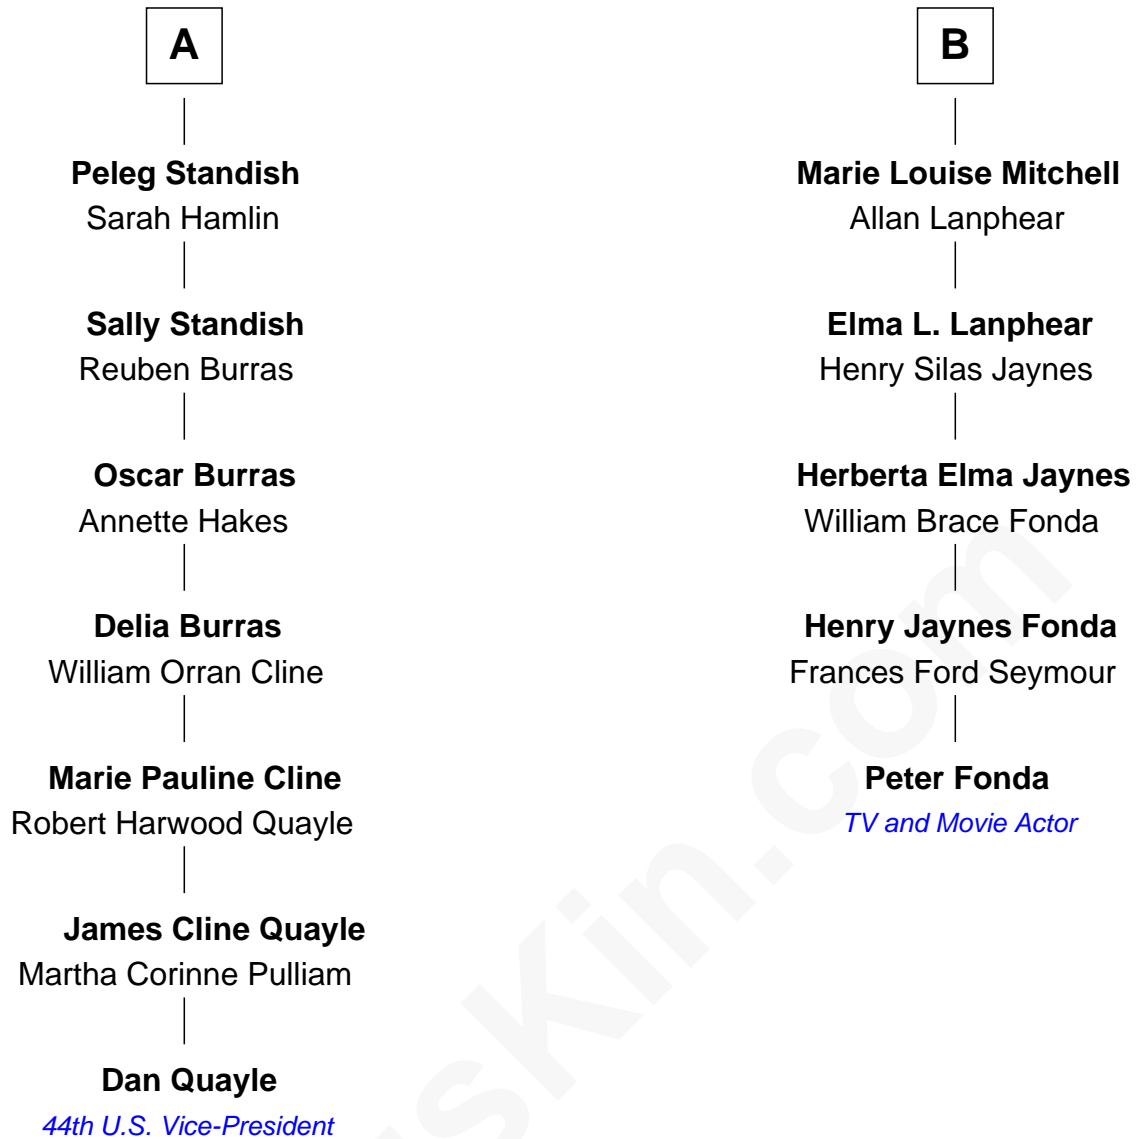 A
Peleg Standish
Sarah Hamlin
Sally Standish
Reuben Burras
Oscar Burras
Annette Hakes
Delia Burras
William Orran Cline
Marie Pauline Cline
Robert Harwood Quayle
James Cline Quayle
Martha Corinne Pulliam
Dan Quayle
44th U.S. Vice-President
B
Marie Louise Mitchell
Allan Lanphear
Elma L. Lanphear
Henry Silas Jaynes
Herberta Elma Jaynes
William Brace Fonda
Henry Jaynes Fonda
Frances Ford Seymour
Peter Fonda
TV and Movie Actor